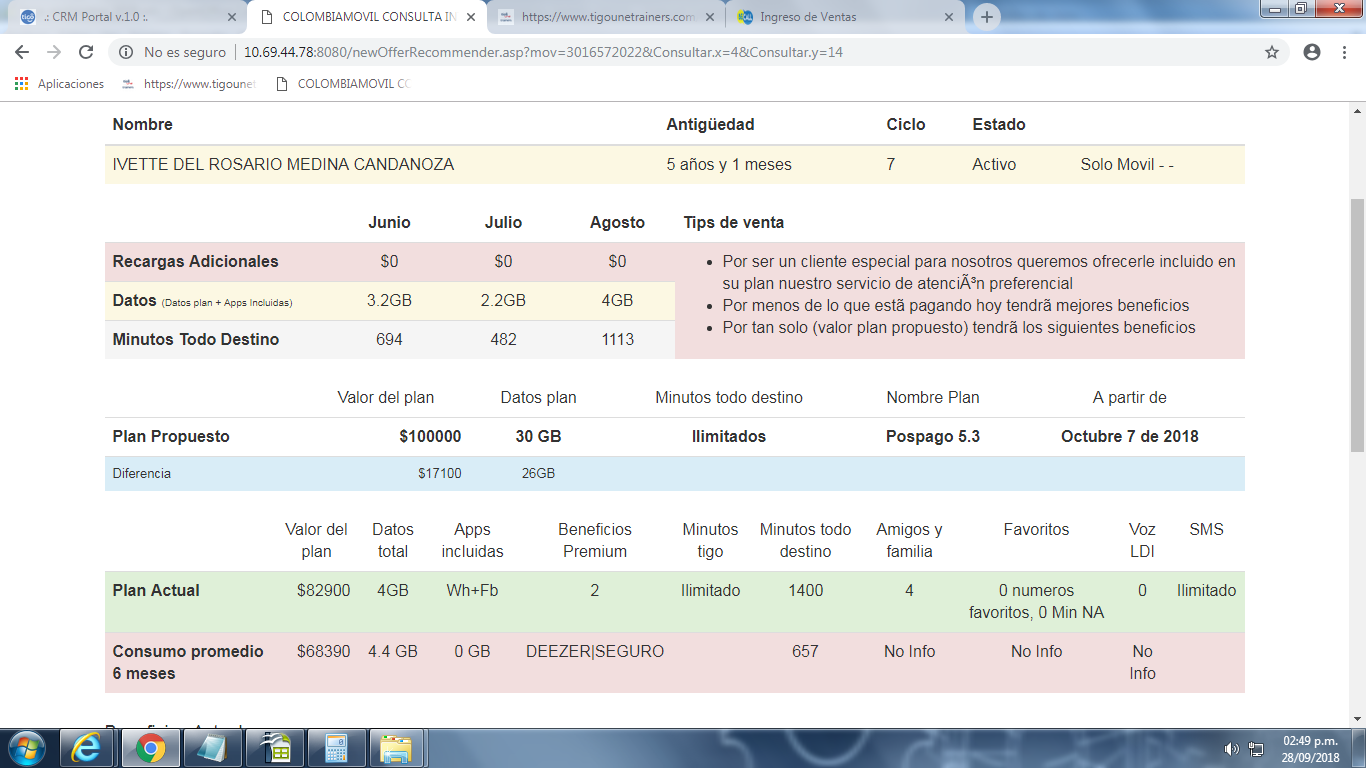 .: CRM Portal v.1.0 :.
COLOMBIAMOVIL CONSULTA IN
https://www.tigounetrainers.com
Ingreso de Ventas
No es seguro | 10.69.44.78:8080/newOfferRecommender.asp?mov=3016572022&Consultar.x=4&Consultar.y=14
Aplicaciones https://www.tigounet COLOMBIAMOVIL CO
Nombre Antigüedad Ciclo Estado
IVETTE DEL ROSARIO MEDINA CANDANOZA 5 años y 1 meses 7 Activo Solo Movil - -
Junio Julio Agosto Tips de venta
Recargas Adicionales $0 $0 $0
Datos (Datos plan + Apps Incluidas) 3.2GB 2.2GB 4GB
Minutos Todo Destino 694 482 1113
Por ser un cliente especial para nosotros queremos ofrecerle incluido en
su plan nuestro servicio de atenciÃ³n preferencial
Por menos de lo que estã pagando hoy tendrã mejores beneficios
Por tan solo (valor plan propuesto) tendrã los siguientes beneficios
Valor del plan Datos plan Minutos todo destino Nombre Plan A partir de
Plan Propuesto $100000 30 GB Ilimitados Pospago 5.3 Octubre 7 de 2018
Diferencia $17100 26GB
Valor del plan Datos total Apps incluidas Beneficios Premium Minutos tigo Minutos todo destino Amigos y familia Favoritos Voz LDI SMS
Plan Actual $82900 4GB Wh+Fb 2 Ilimitado 1400 4 0 numeros favoritos, 0 Min NA 0 Ilimitado
Consumo promedio 6 meses $68390 4.4 GB 0 GB DEEZER|SEGURO 657 No Info No Info No Info
02:49 p.m.
28/09/2018